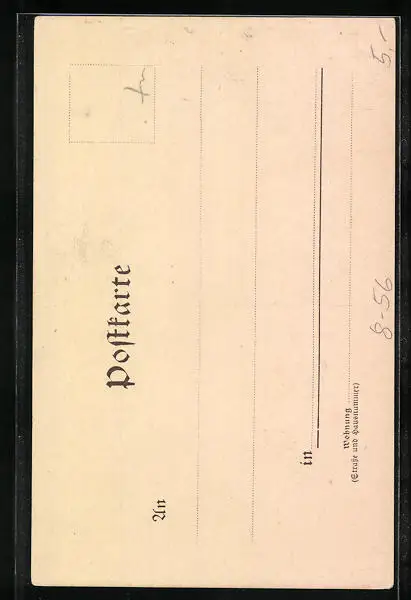 Postkarte
An
in
Wohnung
(Straße und Hausnummer)
5,-
8-56